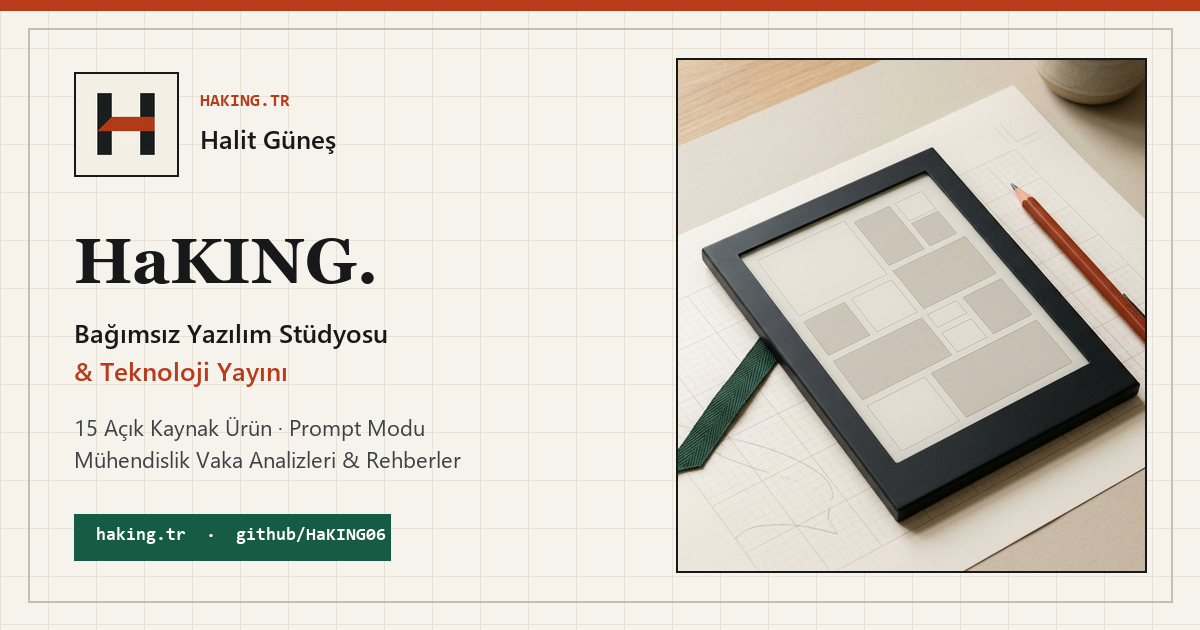 H
HAKING.TR
Halit Güneş
HaKING.
Bağımsız Yazılım Stüdyosu
& Teknoloji Yayını
15 Açık Kaynak Ürün · Prompt Modu
Mühendislik Vaka Analizleri & Rehberler
haking.tr · github/HaKING06